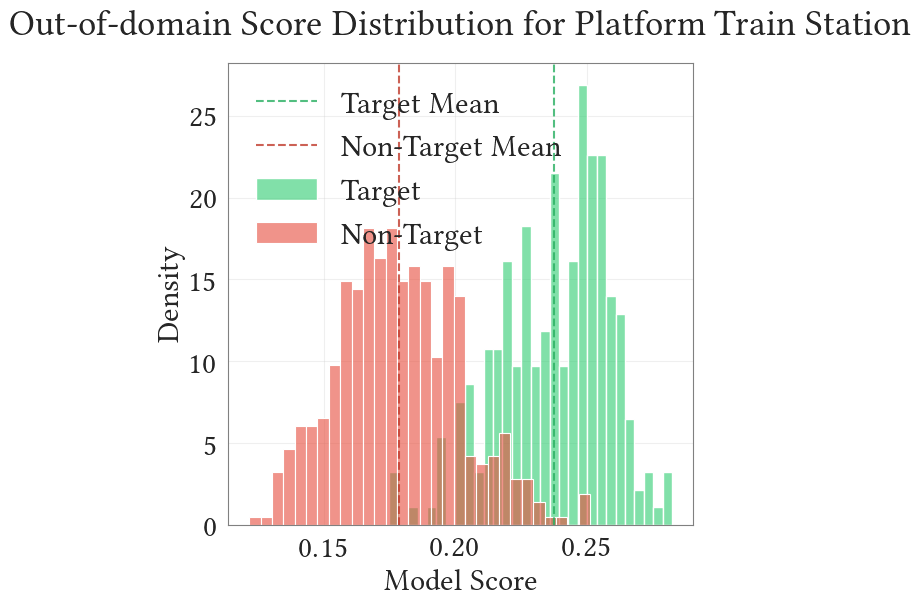 Out-of-domain Score Distribution for Platform Train Station
Target Mean
Non-Target Mean
Target
Non-Target
25
20
15
10
5
0
Density
0.15 0.20 0.25
Model Score